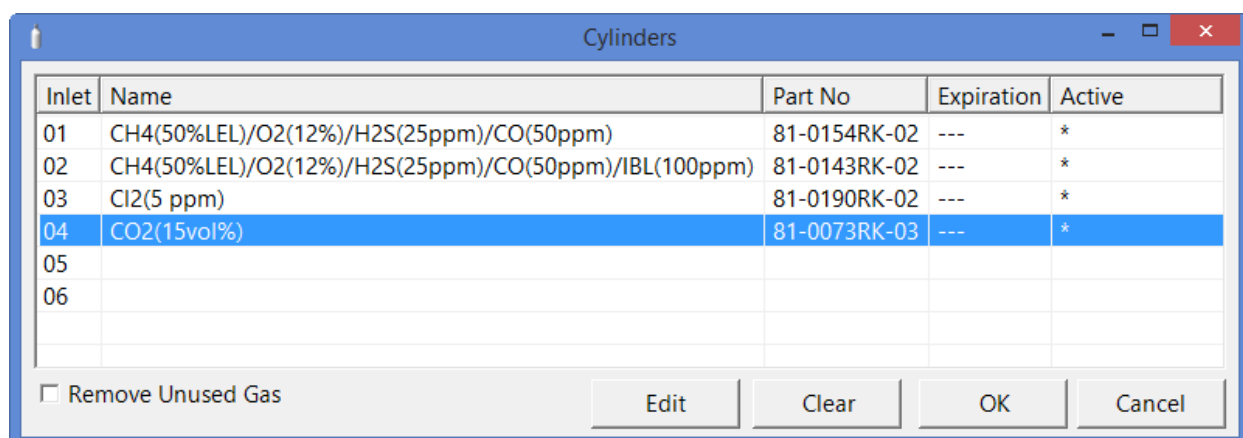 Cylinders
Inlet Name Part No Expiration Active
01 CH4(50%LEL)/O2(12%)/H2S(25ppm)/CO(50ppm) 81-0154RK-02 --- *
02 CH4(50%LEL)/O2(12%)/H2S(25ppm)/CO(50ppm)/IBL(100ppm) 81-0143RK-02 --- *
03 Cl2(5 ppm) 81-0190RK-02 --- *
04 CO2(15vol%) 81-0073RK-03 --- *
05
06
Remove Unused Gas Edit Clear OK Cancel